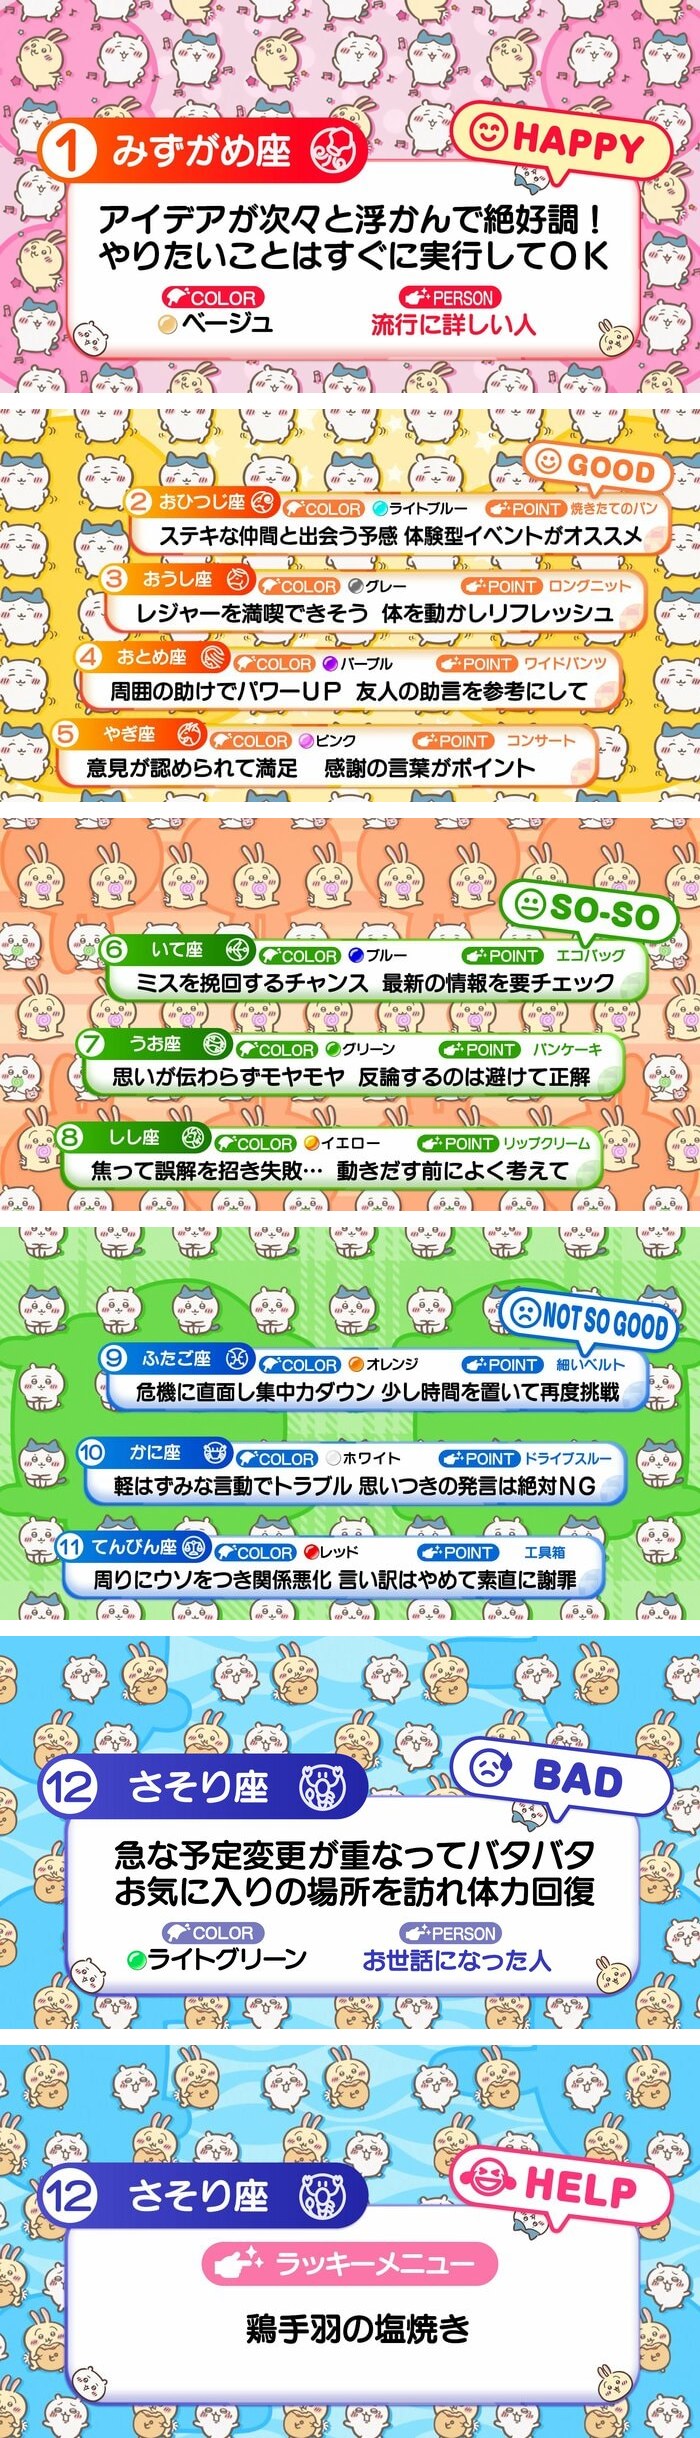 1 みずがめ座
HAPPY
アイデアが次々と浮かんで絶好調！
やりたいことはすぐに実行してＯＫ
COLOR PERSON
ベージュ 流行に詳しい人
GOOD
2 おひつじ座 COLOR ライトブルー POINT 焼きたてのパン
ステキな仲間と出会う予感 体験型イベントがオススメ
3 おうし座 COLOR グレー POINT ロングニット
レジャーを満喫できそう 体を動かしリフレッシュ
4 おとめ座 COLOR パープル POINT ワイドパンツ
周囲の助けでパワーＵＰ 友人の助言を参考にして
5 やぎ座 COLOR ピンク POINT コンサート
意見が認められて満足 感謝の言葉がポイント
SO-SO
6 いて座 COLOR ブルー POINT エコバッグ
ミスを挽回するチャンス 最新の情報を要チェック
7 うお座 COLOR グリーン POINT パンケーキ
思いが伝わらずモヤモヤ 反論するのは避けて正解
8 しし座 COLOR イエロー POINT リップクリーム
焦って誤解を招き失敗… 動きだす前によく考えて
NOT SO GOOD
9 ふたご座 COLOR オレンジ POINT 細いベルト
危機に直面し集中力ダウン 少し時間を置いて再度挑戦
10 かに座 COLOR ホワイト POINT ドライブスルー
軽はずみな言動でトラブル 思いつきの発言は絶対ＮＧ
11 てんびん座 COLOR レッド POINT 工具箱
周りにウソをつき関係悪化 言い訳はやめて素直に謝罪
12 さそり座
BAD
急な予定変更が重なってバタバタ
お気に入りの場所を訪れ体力回復
COLOR PERSON
ライトグリーン お世話になった人
12 さそり座
HELP
ラッキーメニュー
鶏手羽の塩焼き